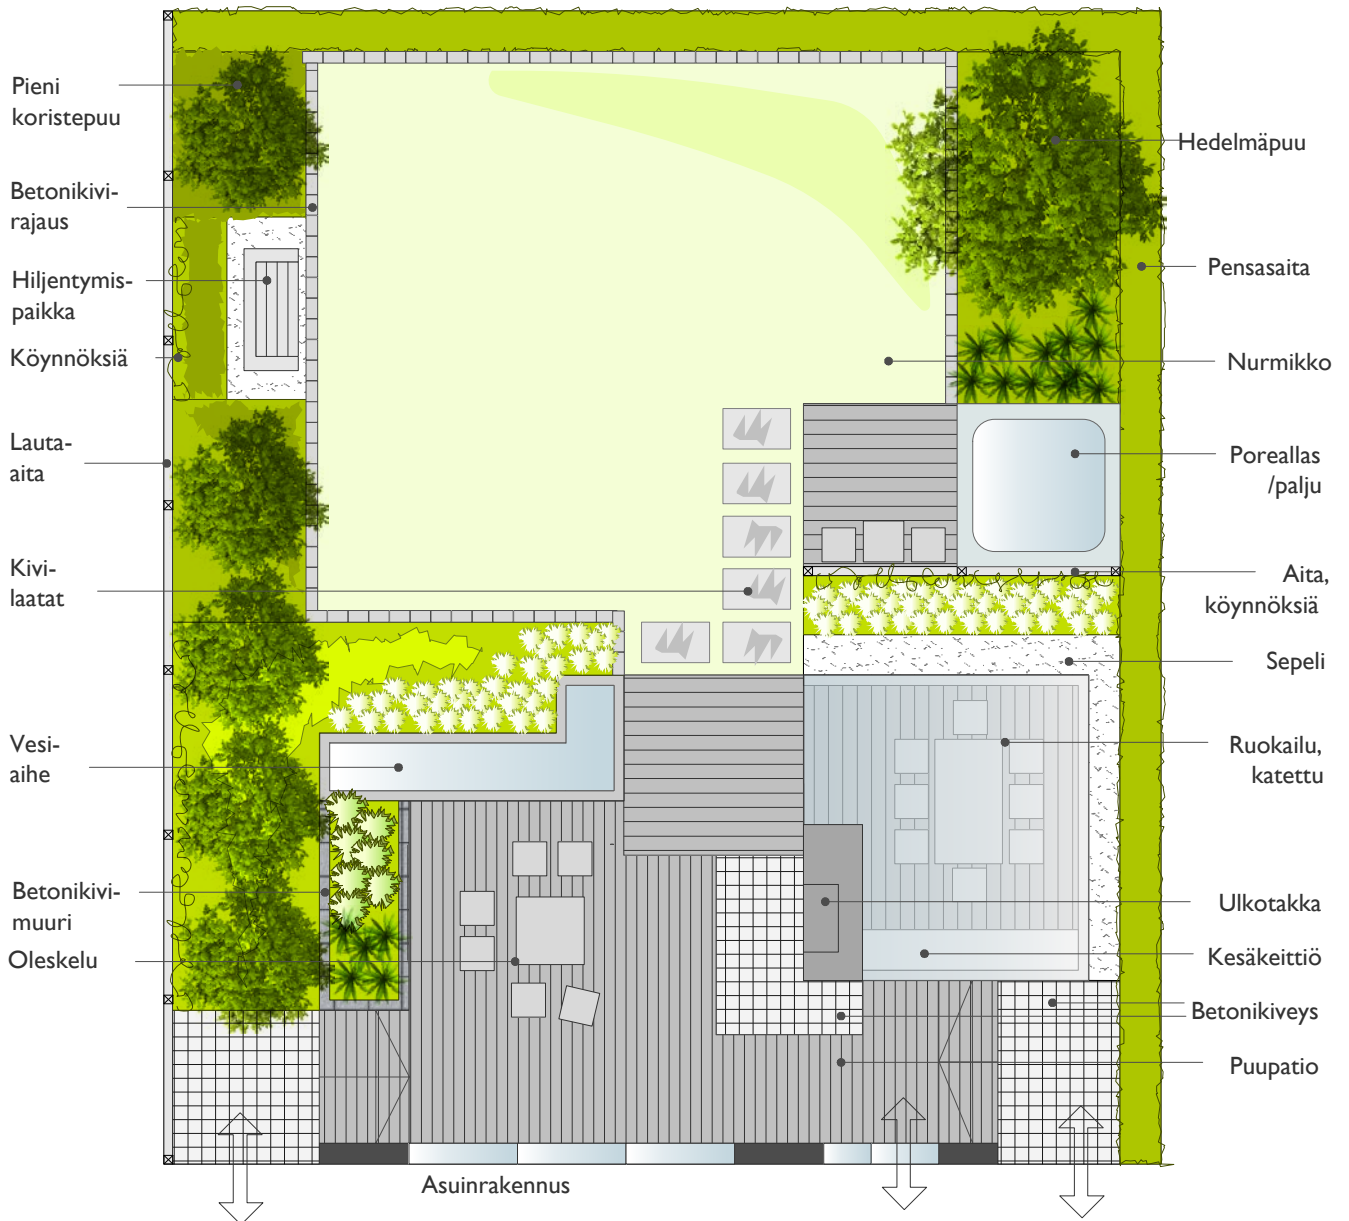 Pieni
koristepuu
Betonikivi-
rajaus
Hiljentymis-
paikka
Köynnöksiä
Lauta-
aita
Kivi-
laatat
Vesi-
aihe
Betonikivi-
muuri
Oleskelu
Hedelmäpuu
Pensasaita
Nurmikko
Poreallas
/palju
Aita,
köynnöksiä
Sepeli
Ruokailu,
katettu
Ulkotakka
Kesäkeittiö
Betonikiveys
Puupatio
Asuinrakennus